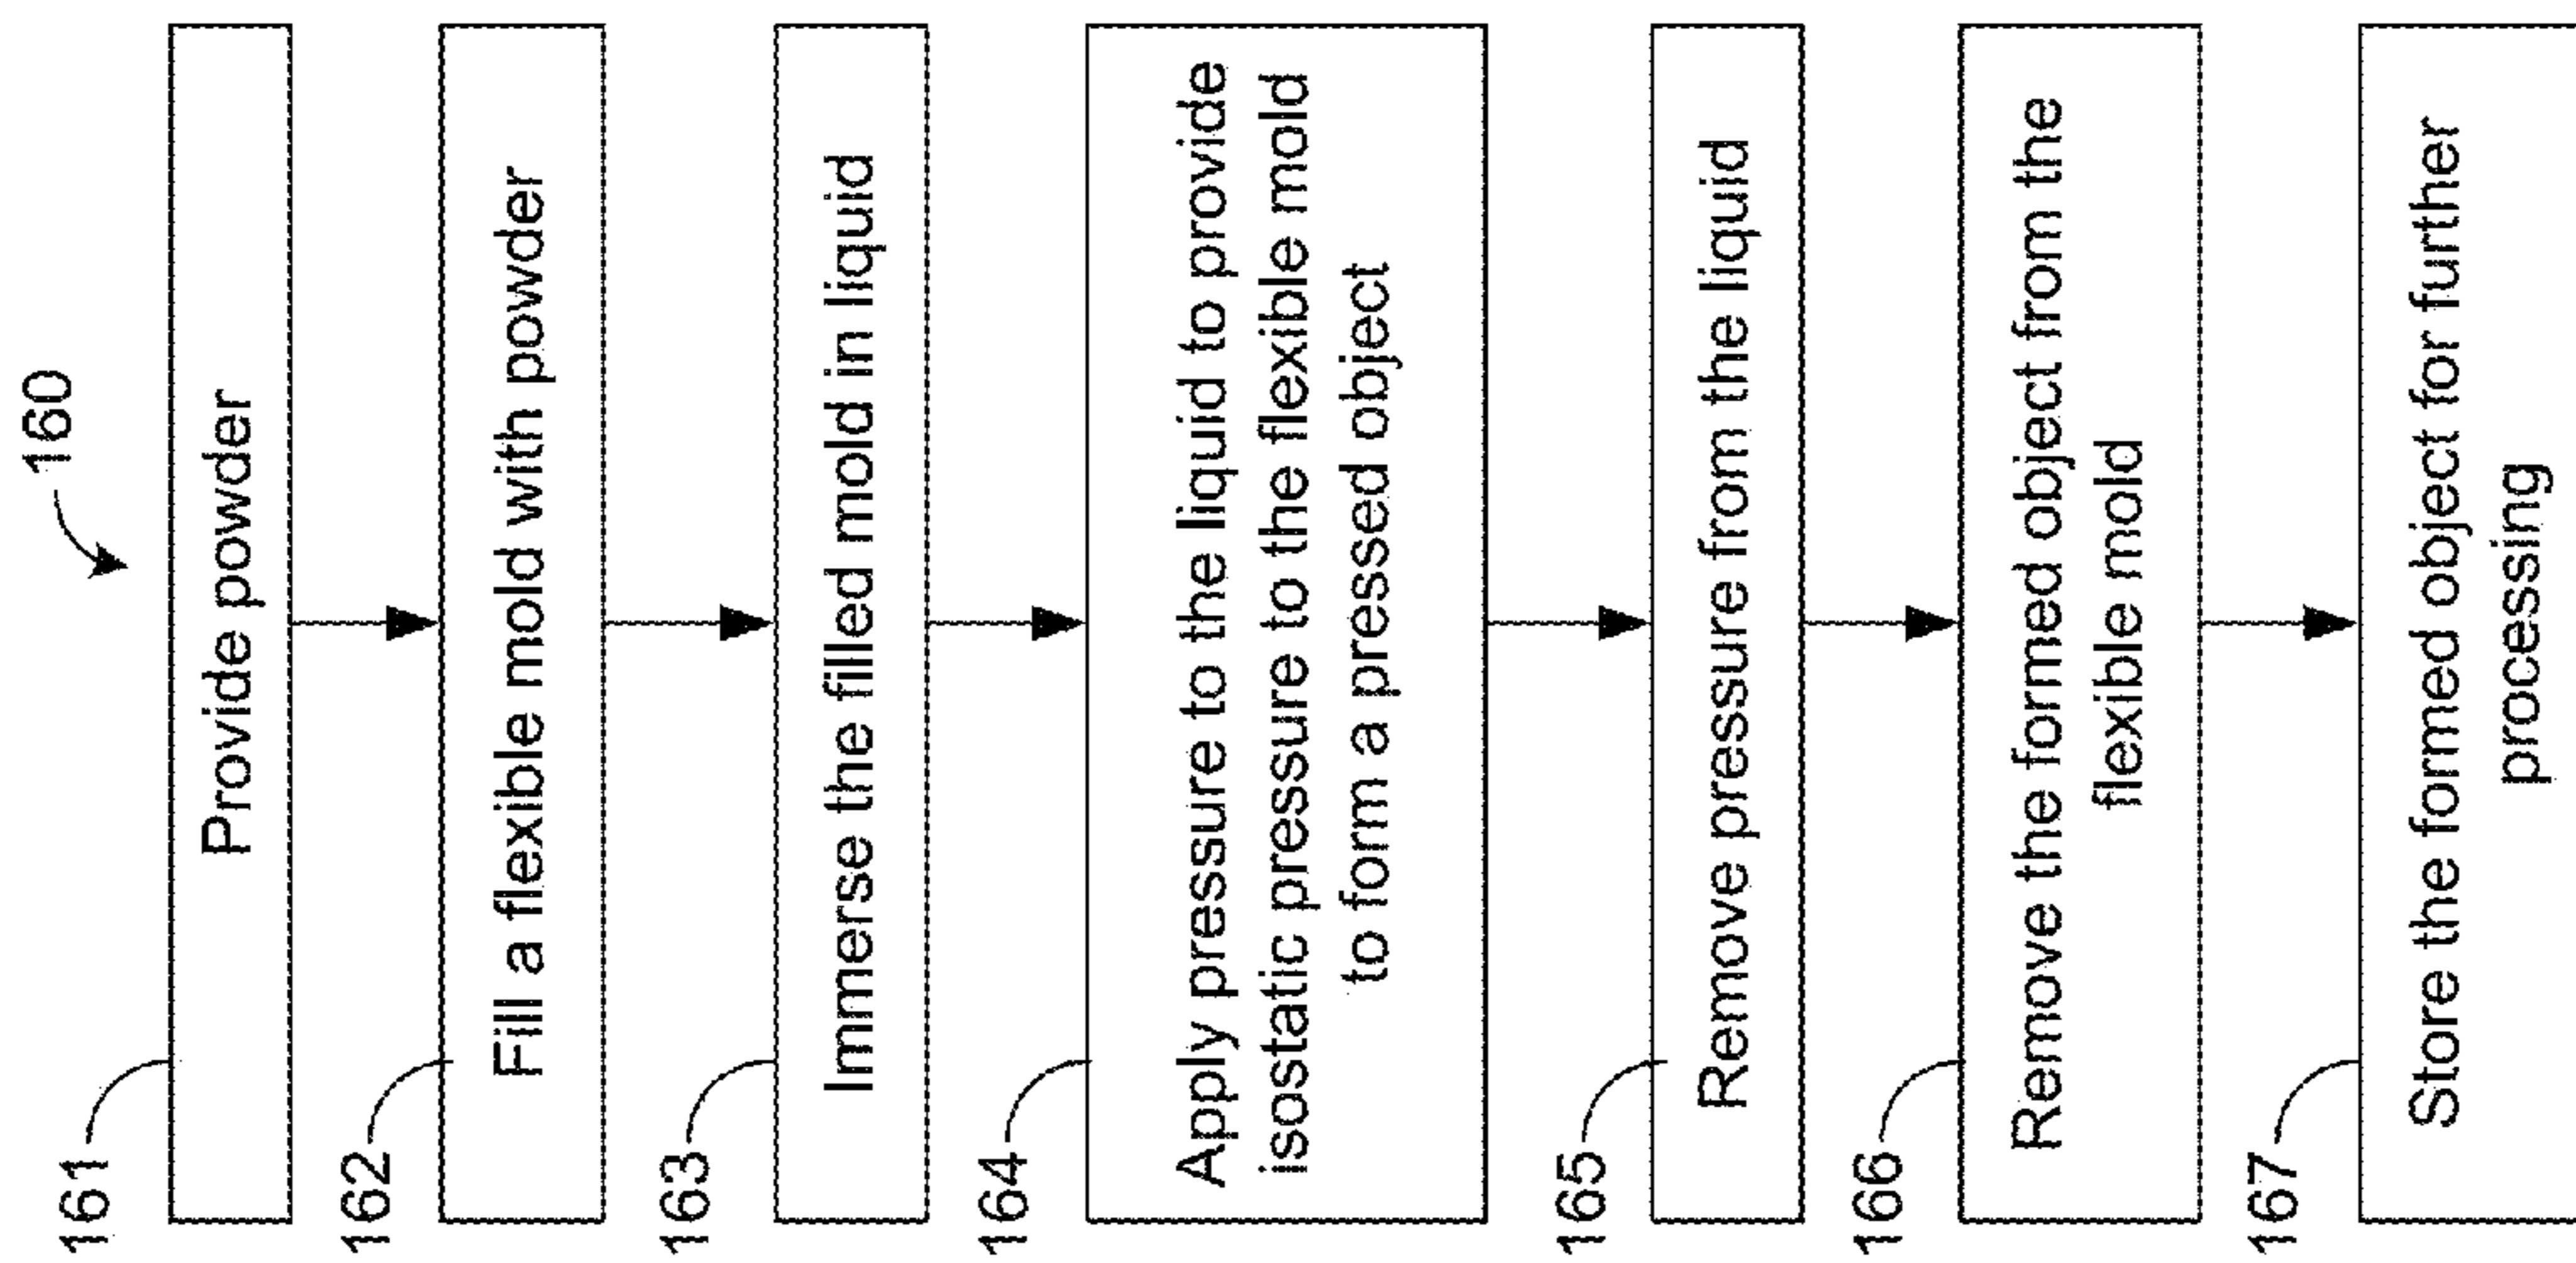 160
161
Provide powder
162
Fill a flexible mold with powder
163
Immerse the filled mold in liquid
164
Apply pressure to the liquid to provide
isostatic pressure to the flexible mold
to form a pressed object
165
Remove pressure from the liquid
166
Remove the formed object from the
flexible mold
167
Store the formed object for further
processing